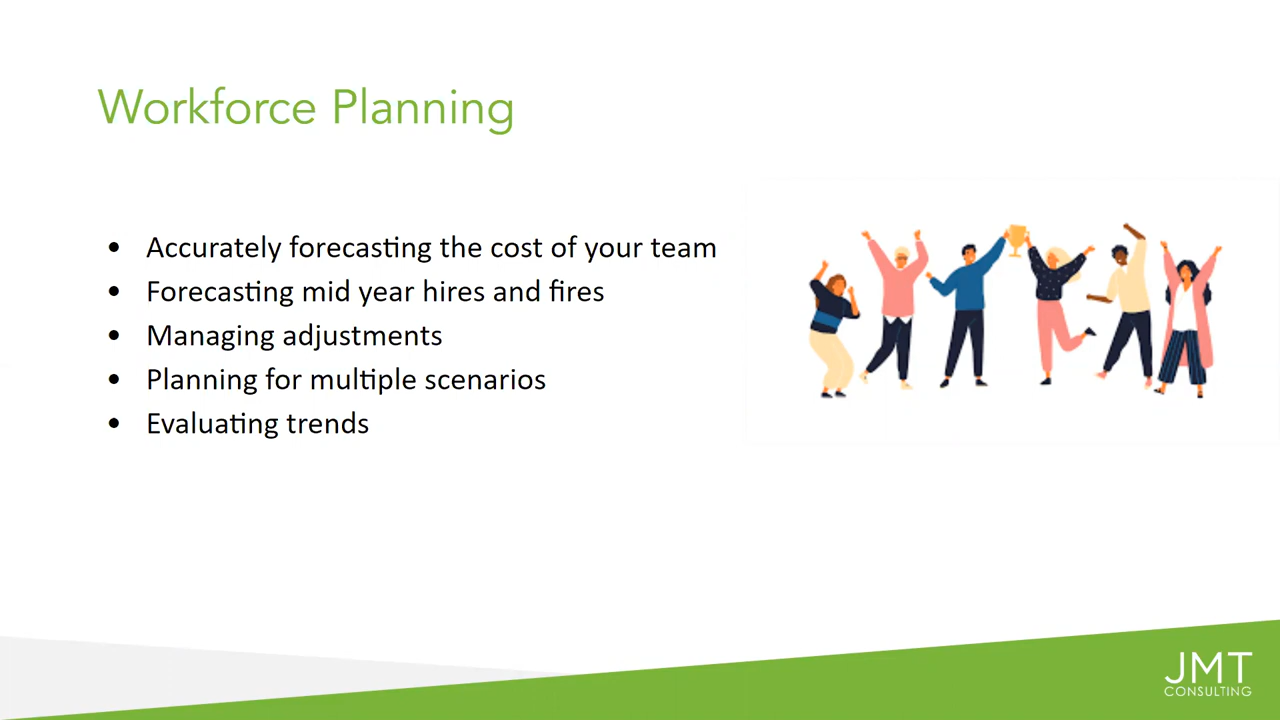 Workforce Planning
• Accurately forecasting the cost of your team
• Forecasting mid year hires and fires
• Managing adjustments
• Planning for multiple scenarios
• Evaluating trends
JMT
CONSULTING